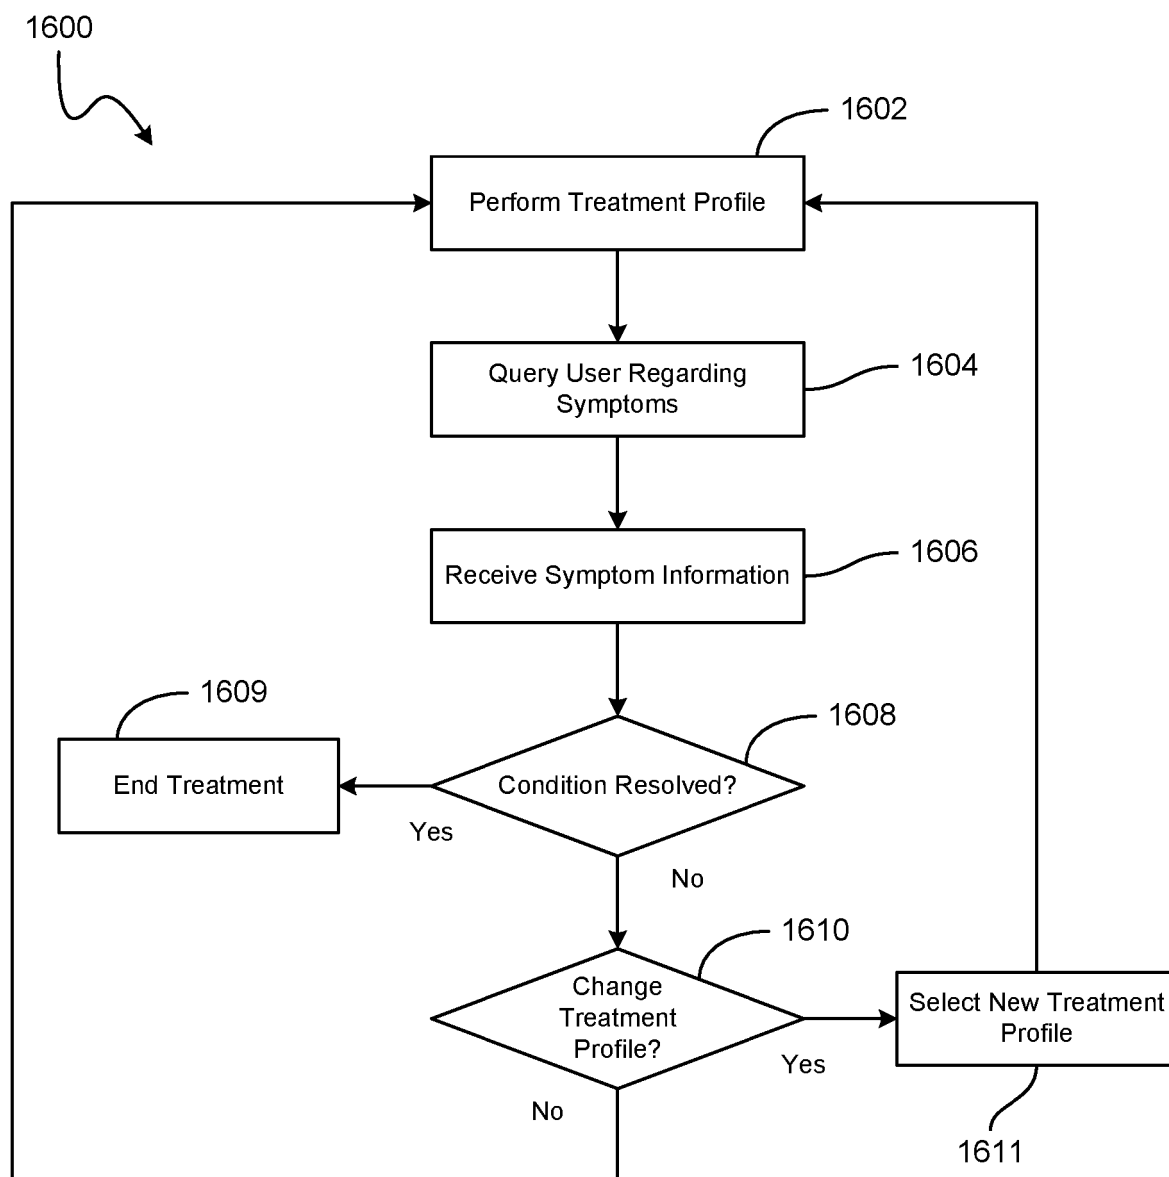 1600
1602
Perform Treatment Profile
Query User Regarding
Symptoms
1604
Receive Symptom Information
1606
1609
1608
End Treatment
Condition Resolved?
Yes
No
1610
Change
Treatment
Profile?
Select New Treatment
Profile
Yes
No
1611